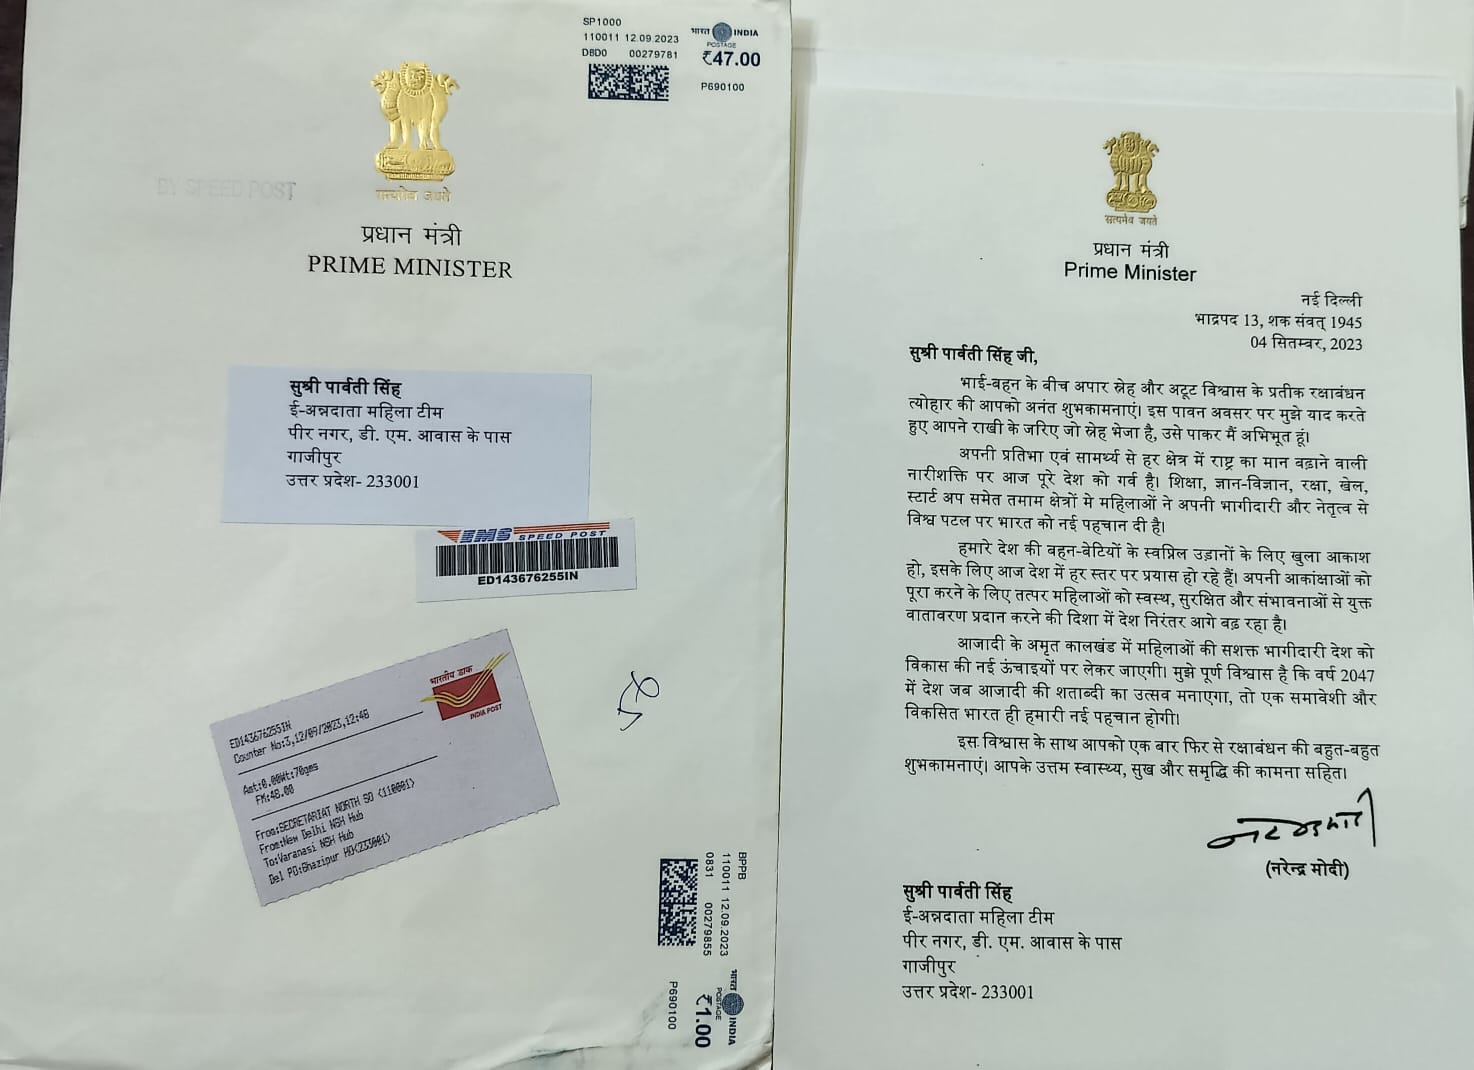 SP1000
110011 12.09.2023
DBD0 00279781
भारत INDIA
POSTAGE
₹47.00
P690100
BY SPEED POST
सत्यमेव जयते
प्रधान मंत्री
PRIME MINISTER
सुश्री पार्वती सिंह
ई-अन्नदाता महिला टीम
पीर नगर, डी. एम. आवास के पास
गाजीपुर
उत्तर प्रदेश- 233001
EMS SPEED POST
ED143676255IN
भारतीय डाक
INDIA POST
ED143676255IN
Counter No:3,12/09/2023,12:48
Amt:0.00Wt:70gms
FM:48.00
From:SECRETARIAT NORTH SO <110001>
From:New Delhi NSH Hub
To:Varanasi NSH Hub
Del PO:Ghazipur HO<233001>
BPPB
110011 12.09.2023
0831 00279855
भारत INDIA
POSTAGE
₹1.00
P690100
सत्यमेव जयते
प्रधान मंत्री
Prime Minister
नई दिल्ली
भाद्रपद 13, शक संवत् 1945
04 सितम्बर, 2023
सुश्री पार्वती सिंह जी,
भाई-बहन के बीच अपार स्नेह और अटूट विश्वास के प्रतीक रक्षाबंधन
त्योहार की आपको अनंत शुभकामनाएं। इस पावन अवसर पर मुझे याद करते
हुए आपने राखी के जरिए जो स्नेह भेजा है, उसे पाकर मैं अभिभूत हूं।
अपनी प्रतिभा एवं सामर्थ्य से हर क्षेत्र में राष्ट्र का मान बढ़ाने वाली
नारीशक्ति पर आज पूरे देश को गर्व है। शिक्षा, ज्ञान-विज्ञान, रक्षा, खेल,
स्टार्ट अप समेत तमाम क्षेत्रों मे महिलाओं ने अपनी भागीदारी और नेतृत्व से
विश्व पटल पर भारत को नई पहचान दी है।
हमारे देश की बहन-बेटियों के स्वप्निल उड़ानों के लिए खुला आकाश
हो, इसके लिए आज देश में हर स्तर पर प्रयास हो रहे हैं। अपनी आकांक्षाओं को
पूरा करने के लिए तत्पर महिलाओं को स्वस्थ, सुरक्षित और संभावनाओं से युक्त
वातावरण प्रदान करने की दिशा में देश निरंतर आगे बढ़ रहा है।
आजादी के अमृत कालखंड में महिलाओं की सशक्त भागीदारी देश को
विकास की नई ऊंचाइयों पर लेकर जाएगी। मुझे पूर्ण विश्वास है कि वर्ष 2047
में देश जब आजादी की शताब्दी का उत्सव मनाएगा, तो एक समावेशी और
विकसित भारत ही हमारी नई पहचान होगी।
इस विश्वास के साथ आपको एक बार फिर से रक्षाबंधन की बहुत-बहुत
शुभकामनाएं। आपके उत्तम स्वास्थ्य, सुख और समृद्धि की कामना सहित।
(नरेन्द्र मोदी)
सुश्री पार्वती सिंह
ई-अन्नदाता महिला टीम
पीर नगर, डी. एम. आवास के पास
गाजीपुर
उत्तर प्रदेश- 233001